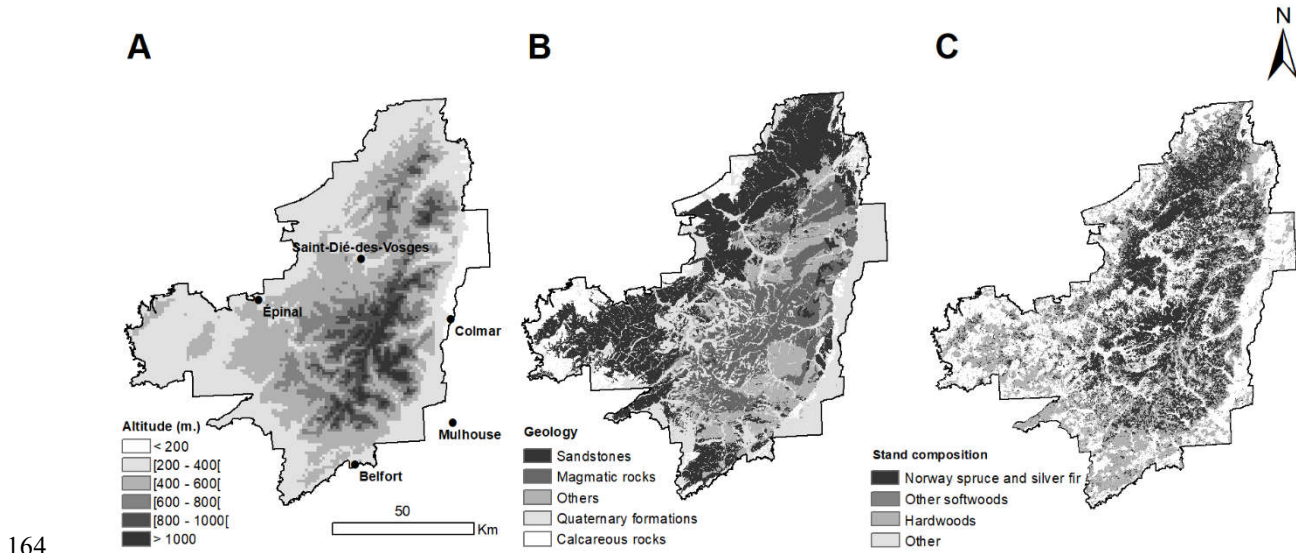 A
B
C
N
Saint-Dié-des-Vosges
Épinal
Colmar
Mulhouse
Belfort
Altitude (m.)
< 200
[200 - 400[
[400 - 600[
[600 - 800[
[800 - 1000[
> 1000
50
Km
Geology
Sandstones
Magmatic rocks
Others
Quaternary formations
Calcareous rocks
Stand composition
Norway spruce and silver fir
Other softwoods
Hardwoods
Other
164